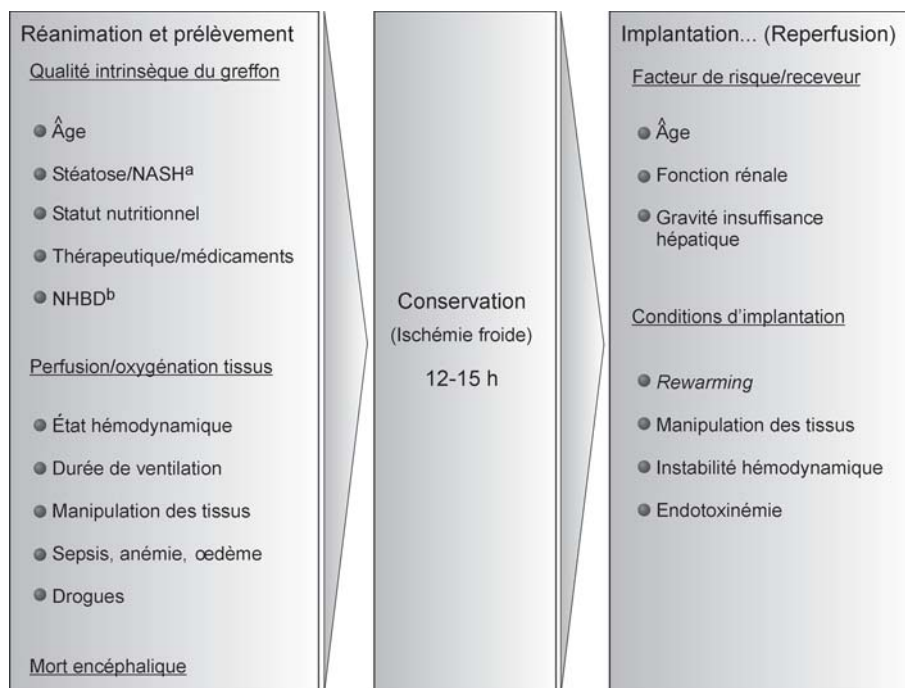 Réanimation et prélèvement
Qualité intrinsèque du greffon
Âge
Stéatose/NASHa
Statut nutritionnel
Thérapeutique/médicaments
NHBDb
Perfusion/oxygénation tissus
État hémodynamique
Durée de ventilation
Manipulation des tissus
Sepsis, anémie, œdème
Drogues
Mort encéphalique
Conservation
(Ischémie froide)
12-15 h
Implantation... (Reperfusion)
Facteur de risque/receveur
Âge
Fonction rénale
Gravité insuffisance
hépatique
Conditions d'implantation
Rewarming
Manipulation des tissus
Instabilité hémodynamique
Endotoxinémie